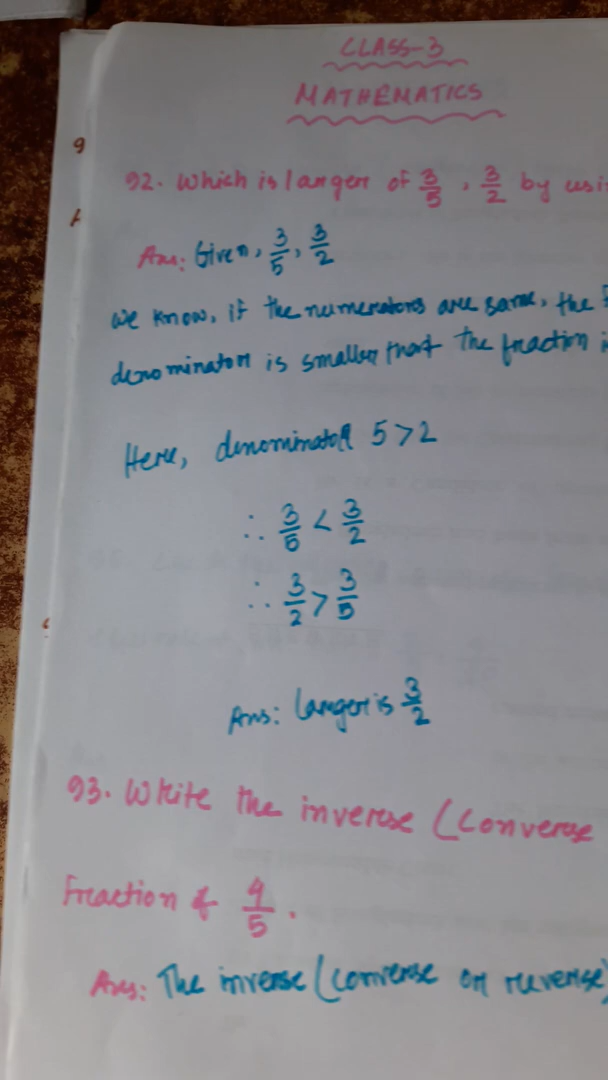 CLASS-3
MATHEMATICS
92. Which is larger of 3/5, 3/2 by usi
Ans: Given, 3/5, 3/2
We know, if the numerators are same, the
denominator is smaller that the fraction i
Here, denominator 5>2
∴ 3/5 < 3/2
∴ 3/2 > 3/5
Ans: Larger is 3/2
93. Write the inverse (Converse
Fraction of 4/5.
Ans: The inverse (converse or reverse)